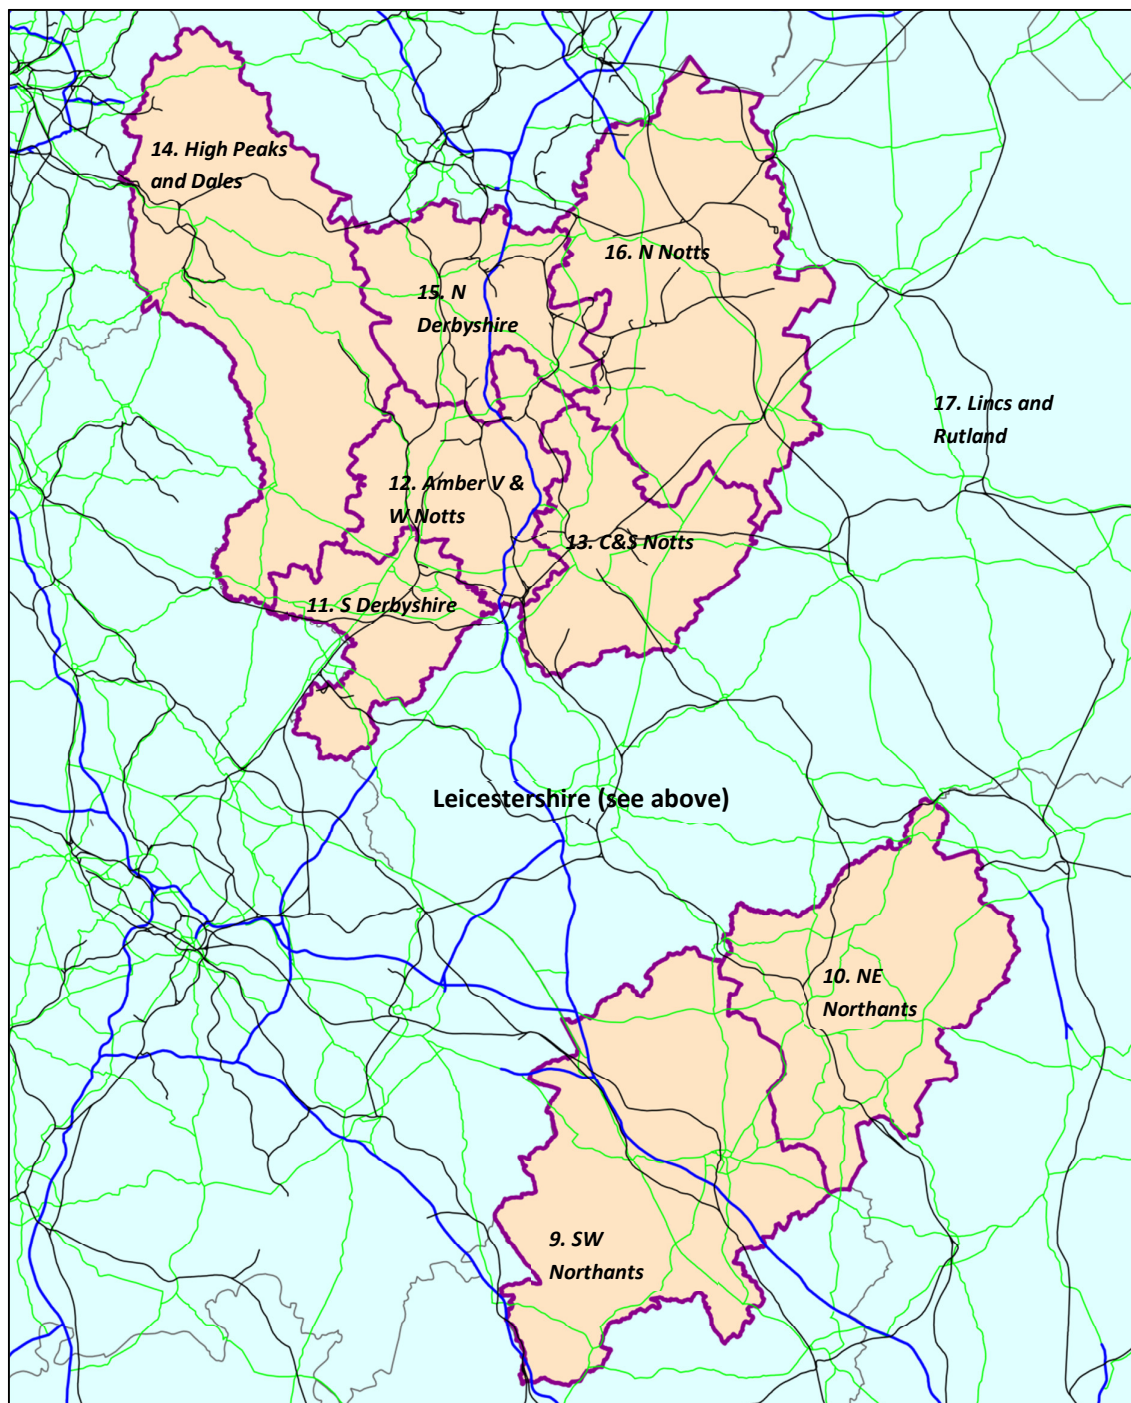 14. High Peaks
and Dales
16. N Notts
15. N
Derbyshire
17. Lincs and
Rutland
12. Amber V &
W Notts
13. C&S Notts
11. S Derbyshire
Leicestershire (see above)
10. NE
Northants
9. SW
Northants